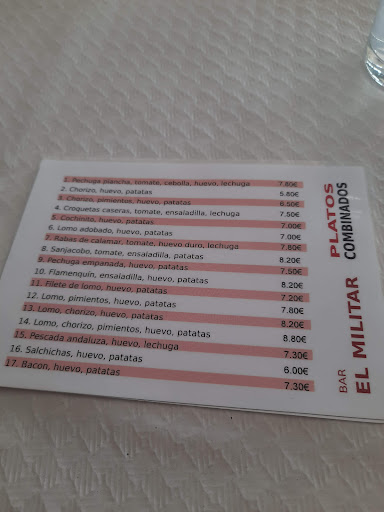 1. Pechuga plancha, tomate, cebolla, huevo, lechuga 7.80€
2. Chorizo, huevo, patatas 5.80€
3. Chorizo, pimientos, huevo, patatas 6.50€
4. Croquetas caseras, tomate, ensaladilla, lechuga 7.50€
5. Cochinito, huevo, patatas 7.00€
6. Lomo adobado, huevo, patatas 7.00€
7. Rabas de calamar, tomate, huevo duro, lechuga 7.80€
8. Sanjacobo, tomate, ensaladilla, patatas 8.20€
9. Pechuga empanada, huevo, patatas 7.50€
10. Flamenquín, ensaladilla, huevo, patatas 8.20€
11. Filete de lomo, huevo, patatas 7.20€
12. Lomo, pimientos, huevo, patatas 7.80€
13. Lomo, chorizo, huevo, patatas 8.20€
14. Lomo, chorizo, pimientos, huevo, patatas 8.80€
15. Pescada andaluza, huevo, lechuga 7.30€
16. Salchichas, huevo, patatas 6.00€
17. Bacon, huevo, patatas 7.30€
BAR
EL MILITAR
PLATOS
COMBINADOS